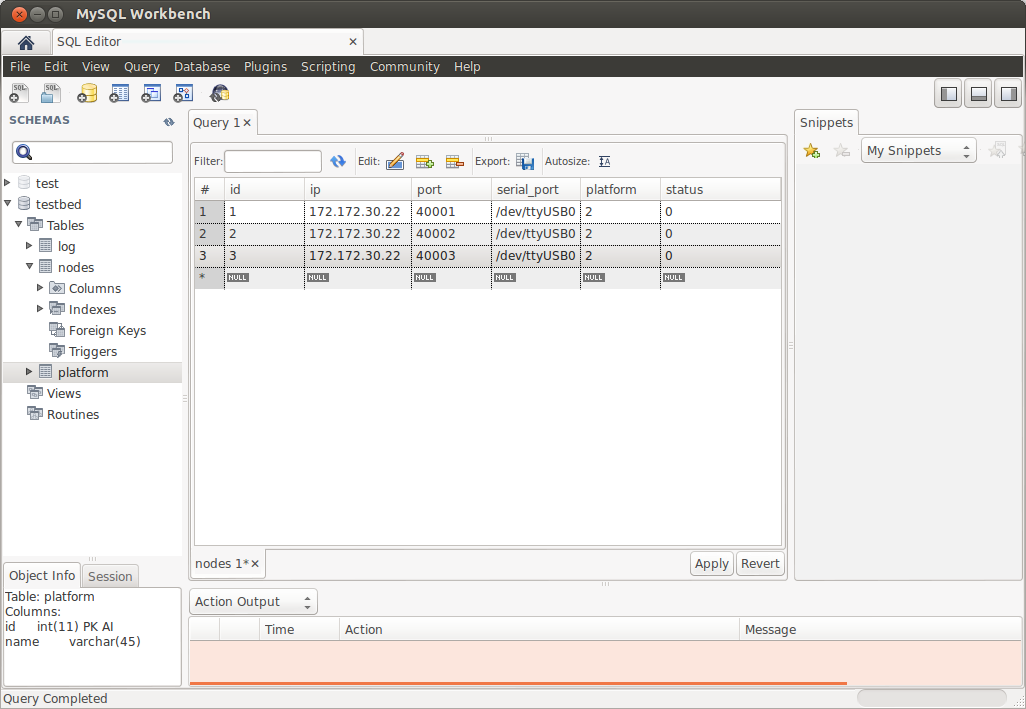 MySQL Workbench
SQL Editor
File Edit View Query Database Plugins Scripting Community Help
SQL SQL
SCHEMAS
test
testbed
Tables
log
nodes
Columns
Indexes
Foreign Keys
Triggers
platform
Views
Routines
Query 1
Filter: Edit: Export: Autosize:
# id ip port serial_port platform status
1 1 172.172.30.22 40001 /dev/ttyUSB0 2 0
2 2 172.172.30.22 40002 /dev/ttyUSB0 2 0
3 3 172.172.30.22 40003 /dev/ttyUSB0 2 0
* NULL NULL NULL NULL NULL NULL
nodes 1*
Apply Revert
Snippets
My Snippets
Object Info Session
Table: platform
Columns:
id int(11) PK AI
name varchar(45)
Action Output
Time Action Message
Query Completed